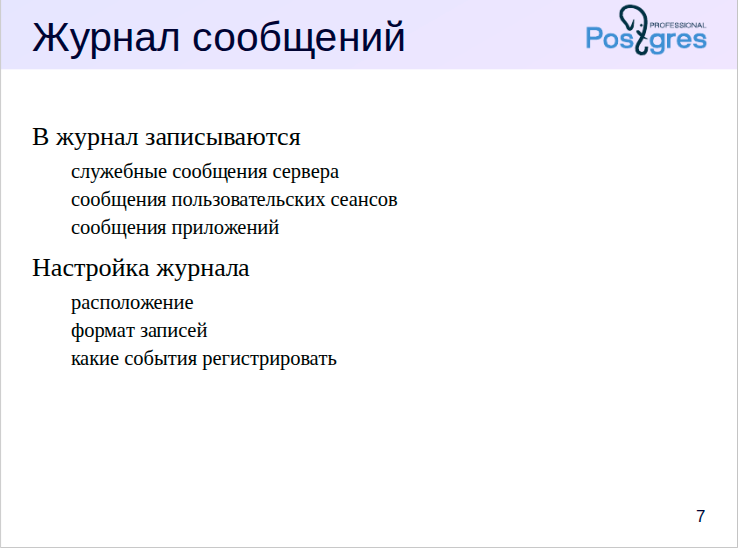 Журнал сообщений
PROFESSIONAL
Postgres
В журнал записываются
служебные сообщения сервера
сообщения пользовательских сеансов
сообщения приложений
Настройка журнала
расположение
формат записей
какие события регистрировать
7